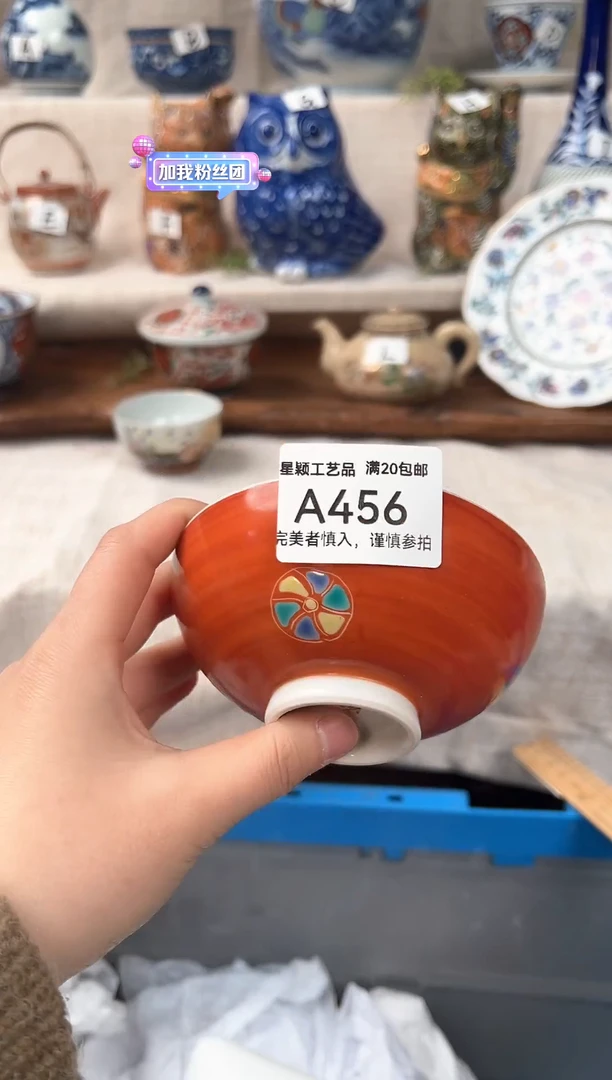 加我粉丝团
星颖工艺品 满20包邮
A456
完美者慎入，谨慎参拍